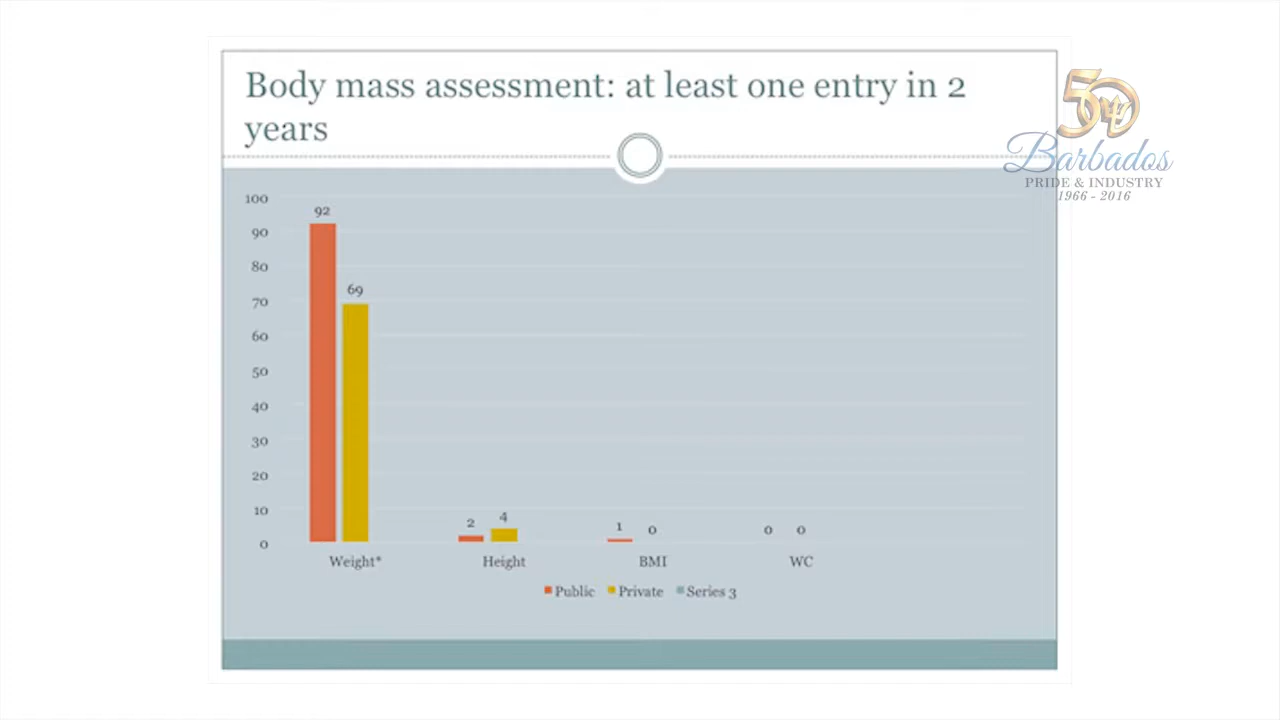 Body mass assessment: at least one entry in 2
years
50
Barbados
PRIDE & INDUSTRY
1966 - 2016
100
90
80
70
60
50
40
30
20
10
0
92
69
2
4
1
0
0
0
Weight*
Height
BMI
WC
Public
Private
Series 3